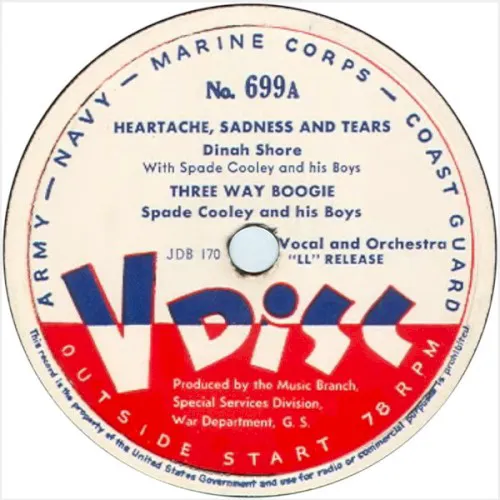 ARMY — NAVY — MARINE CORPS — COAST GUARD
No. 699A
HEARTACHE, SADNESS AND TEARS
Dinah Shore
With Spade Cooley and his Boys
THREE WAY BOOGIE
Spade Cooley and his Boys
JDB 170
Vocal and Orchestra
"LL" RELEASE
V DISC
Produced by the Music Branch,
Special Services Division,
War Department, G. S.
OUTSIDE START 78 RPM
This record is the property of the United States Government and use for radio or commercial purposes is prohibited.